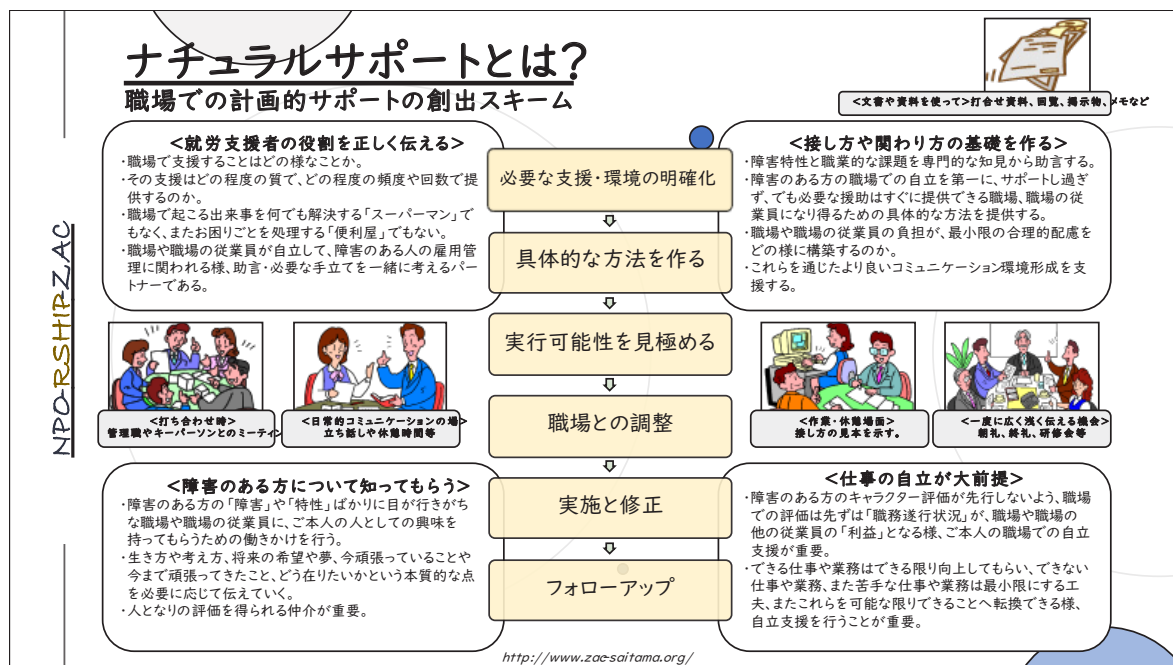 ナチュラルサポートとは?
職場での計画的サポートの創出スキーム
<文書や資料を使って>打合せ資料、回覧、掲示物、メモなど
NPO-RSHIP-ZAC
<就労支援者の役割を正しく伝える>
・職場で支援することはどの様なことか。
・その支援はどの程度の質で、どの程度の頻度や回数で提
供するのか。
・職場で起こる出来事を何でも解決する「スーパーマン」で
もなく、またお困りごとを処理する「便利屋」でもない。
・職場や職場の従業員が自立して、障害のある人の雇用管
理に関われる様、助言・必要な手立てを一緒に考えるパー
トナーである。
必要な支援・環境の明確化
具体的な方法を作る
実行可能性を見極める
職場との調整
実施と修正
フォローアップ
<接し方や関わり方の基礎を作る>
・障害特性と職業的な課題を専門的な知見から助言する。
・障害のある方の職場での自立を第一に、サポートし過ぎ
ず、でも必要な援助はすぐに提供できる職場、職場の従
業員になり得るための具体的な方法を提供する。
・職場や職場の従業員の負担が、最小限の合理的配慮を
どの様に構築するのか。
・これらを通じたより良いコミュニケーション環境形成を支
援する。
<打ち合わせ時>
管理職やキーパーソンとのミーティン
<日常的コミュニケーションの場>
立ち話しや休憩時間等
<作業・休憩場面>
接し方の見本を示す。
<一度に広く浅く伝える機会>
朝礼、終礼、研修会等
<障害のある方について知ってもらう>
・障害のある方の「障害」や「特性」ばかりに目が行きがち
な職場や職場の従業員に、ご本人の人としての興味を
持ってもらうための働きかけを行う。
・生き方や考え方、将来の希望や夢、今頑張っていることや
今まで頑張ってきたこと、どう在りたいかという本質的な点
を必要に応じて伝えていく。
・人となりの評価を得られる仲介が重要。
<仕事の自立が大前提>
・障害のある方のキャラクター評価が先行しないよう、職場
での評価は先ずは「職務遂行状況」が、職場や職場の
他の従業員の「利益」となる様、ご本人の職場での自立
支援が重要。
・できる仕事や業務はできる限り向上してもらい、できない
仕事や業務、また苦手な仕事や業務は最小限にする工
夫、またこれらを可能な限りできることへ転換できる様、
自立支援を行うことが重要。
http://www.zac-saitama.org/